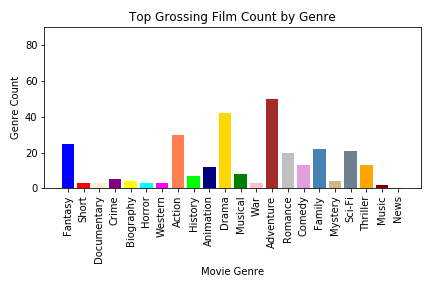 Top Grossing Film Count by Genre
Genre Count
80
60
40
20
0
Fantasy
Short
Documentary
Crime
Biography
Horror
Western
Action
History
Animation
Drama
Musical
War
Adventure
Romance
Comedy
Family
Mystery
Sci-Fi
Thriller
Music
News
Movie Genre